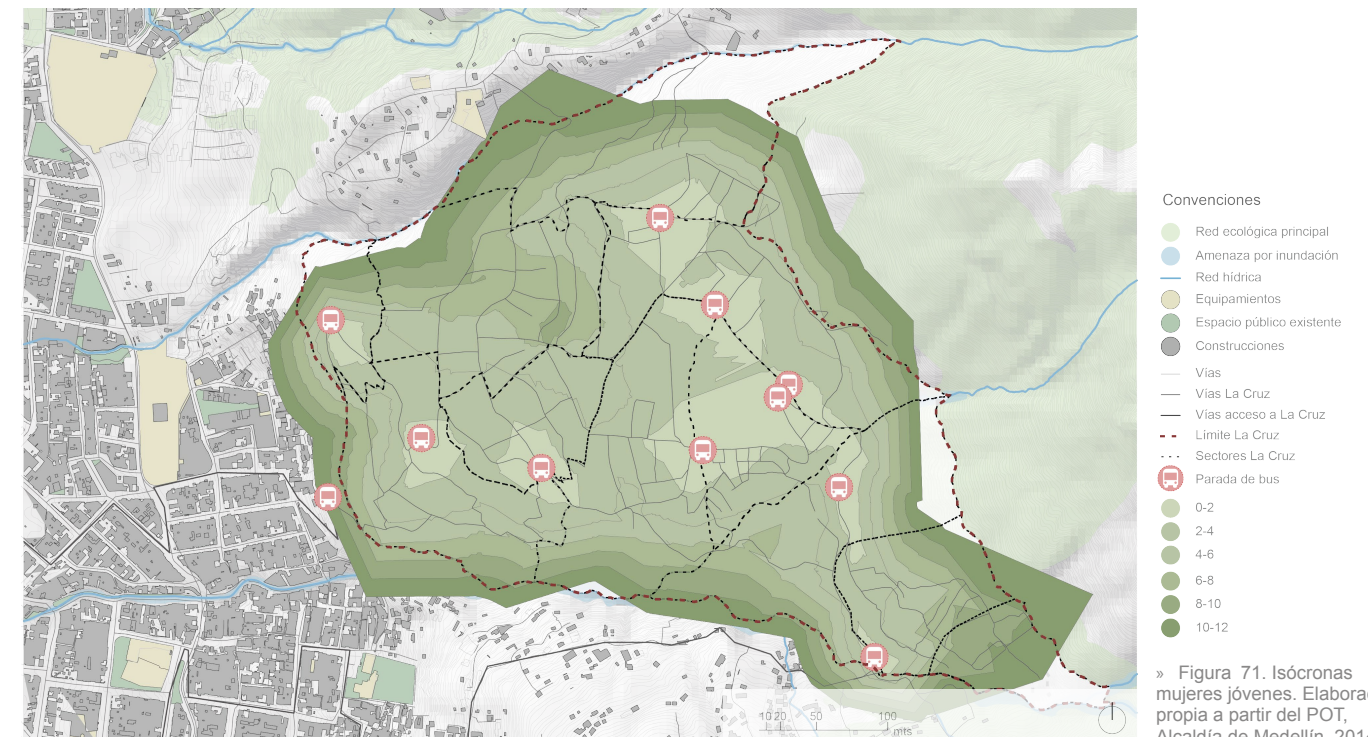 Convenciones
Red ecológica principal
Amenaza por inundación
Red hídrica
Equipamientos
Espacio público existente
Construcciones
Vías
Vías La Cruz
Vías acceso a La Cruz
Límite La Cruz
Sectores La Cruz
Parada de bus
0-2
2-4
4-6
6-8
8-10
10-12
» Figura 71. Isócronas
mujeres jóvenes.
propia a partir del POT,
Alcaldía de Medellín,
10 20 50 100
mts